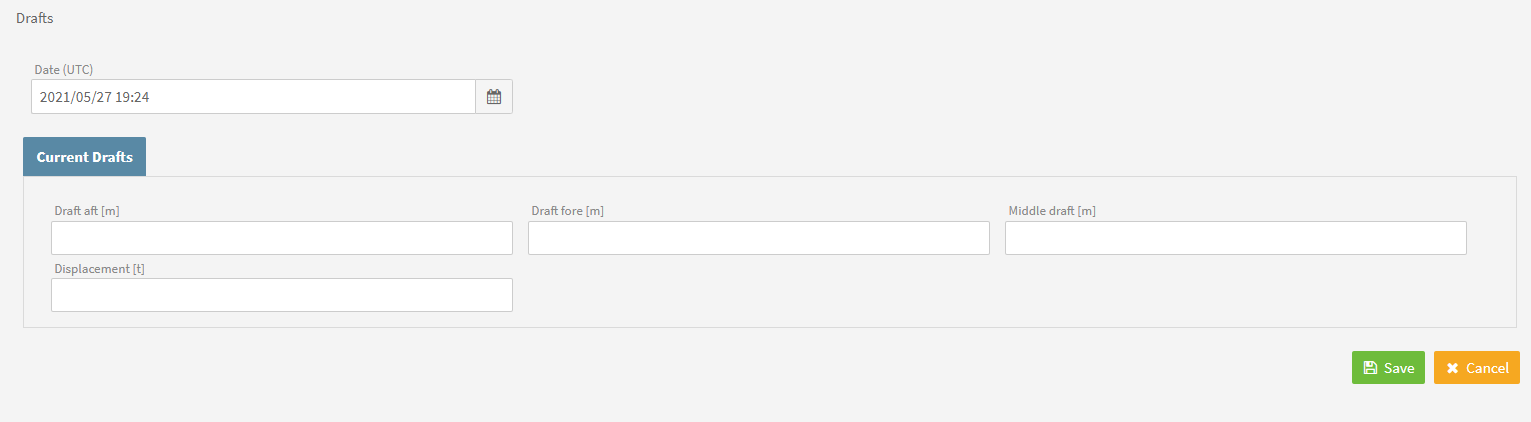 Drafts
Date (UTC)
2021/05/27 19:24
Current Drafts
Draft aft [m] Draft fore [m] Middle draft [m]
Displacement [t]
Save Cancel